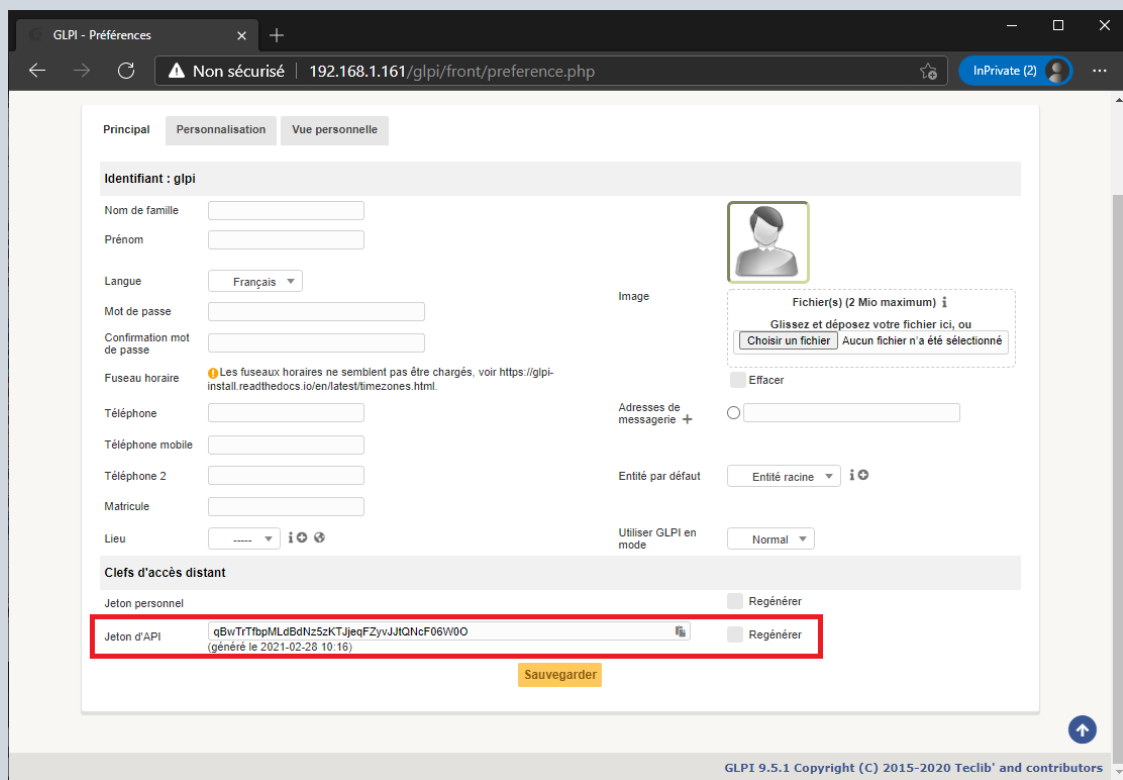 GLPI - Préférences
Non sécurisé | 192.168.1.161/glpi/front/preference.php
InPrivate (2)
Principal Personnalisation Vue personnelle
Identifiant : glpi
Nom de famille
Prénom
Langue Français
Mot de passe
Confirmation mot
de passe
Fuseau horaire Les fuseaux horaires ne semblent pas être chargés, voir https://glpi-
install.readthedocs.io/en/latest/timezones.html.
Image
Fichier(s) (2 Mio maximum)
Glissez et déposez votre fichier ici, ou
Choisir un fichier Aucun fichier n'a été sélectionné
Effacer
Téléphone
Adresses de
messagerie
Téléphone mobile
Téléphone 2
Entité par défaut Entité racine
Matricule
Lieu -----
Utiliser GLPI en
mode Normal
Clefs d'accès distant
Jeton personnel Regénérer
Jeton d'API qBwTrTfbpMLdBdNz5zKTJjeqFZyvJJtQNcF06W0O Regénérer
(généré le 2021-02-28 10:16)
Sauvegarder
GLPI 9.5.1 Copyright (C) 2015-2020 Teclib' and contributors